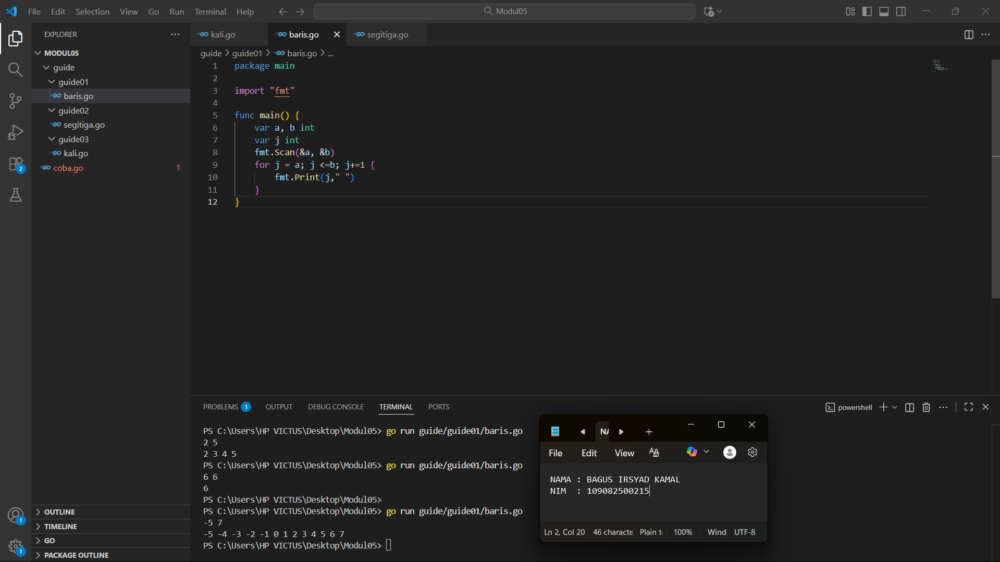 File Edit Selection View Go Run Terminal Help
Modul05
EXPLORER
MODUL05
guide
guide01
baris.go
guide02
segitiga.go
guide03
kali.go
coba.go 1
2
1
1
OUTLINE
TIMELINE
GO
PACKAGE OUTLINE
kali.go baris.go segitiga.go
guide > guide01 > baris.go > ...
1 package main
2
3 import "fmt"
4
5 func main() {
6 var a, b int
7 var j int
8 fmt.Scan(&a, &b)
9 for j = a; j <=b; j+=1 {
10 fmt.Print(j," ")
11 }
12 }
PROBLEMS 1 OUTPUT DEBUG CONSOLE TERMINAL PORTS
powershell
PS C:\Users\HP VICTUS\Desktop\Modul05> go run guide/guide01/baris.go
2 5
2 3 4 5
PS C:\Users\HP VICTUS\Desktop\Modul05> go run guide/guide01/baris.go
6 6
6
PS C:\Users\HP VICTUS\Desktop\Modul05>
PS C:\Users\HP VICTUS\Desktop\Modul05> go run guide/guide01/baris.go
-5 7
-5 -4 -3 -2 -1 0 1 2 3 4 5 6 7
PS C:\Users\HP VICTUS\Desktop\Modul05>
NA
File Edit View
NAMA : BAGUS IRSYAD KAMAL
NIM : 109082500215
Ln 2, Col 20 46 characte Plain t 100% Wind UTF-8